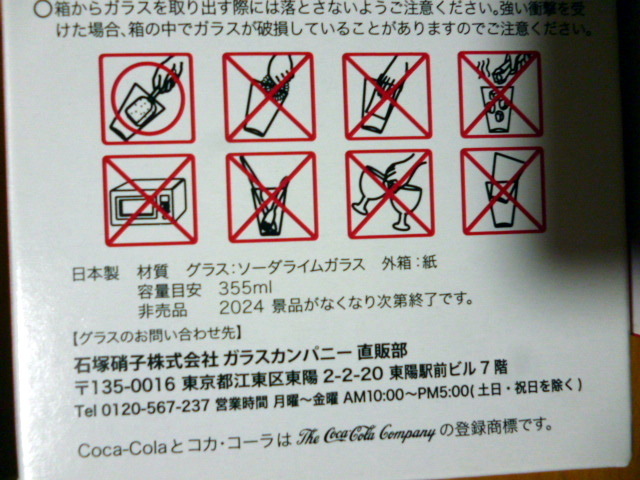 ○箱からガラスを取り出す際には落とさないようご注意ください。強い衝撃を受
けた場合、箱の中でガラスが破損していることがありますのでご注意ください。
日本製 材質 グラス:ソーダライムガラス 外箱:紙
容量目安 355ml
非売品 2024 景品がなくなり次第終了です。
【グラスのお問い合わせ先】
石塚硝子株式会社 ガラスカンパニー 直販部
〒135-0016 東京都江東区東陽 2-2-20 東陽駅前ビル7階
Tel 0120-567-237 営業時間 月曜〜金曜 AM10:00〜PM5:00(土日・祝日を除く)
Coca-Colaとコカ・コーラは The Coca-Cola Company の登録商標です。